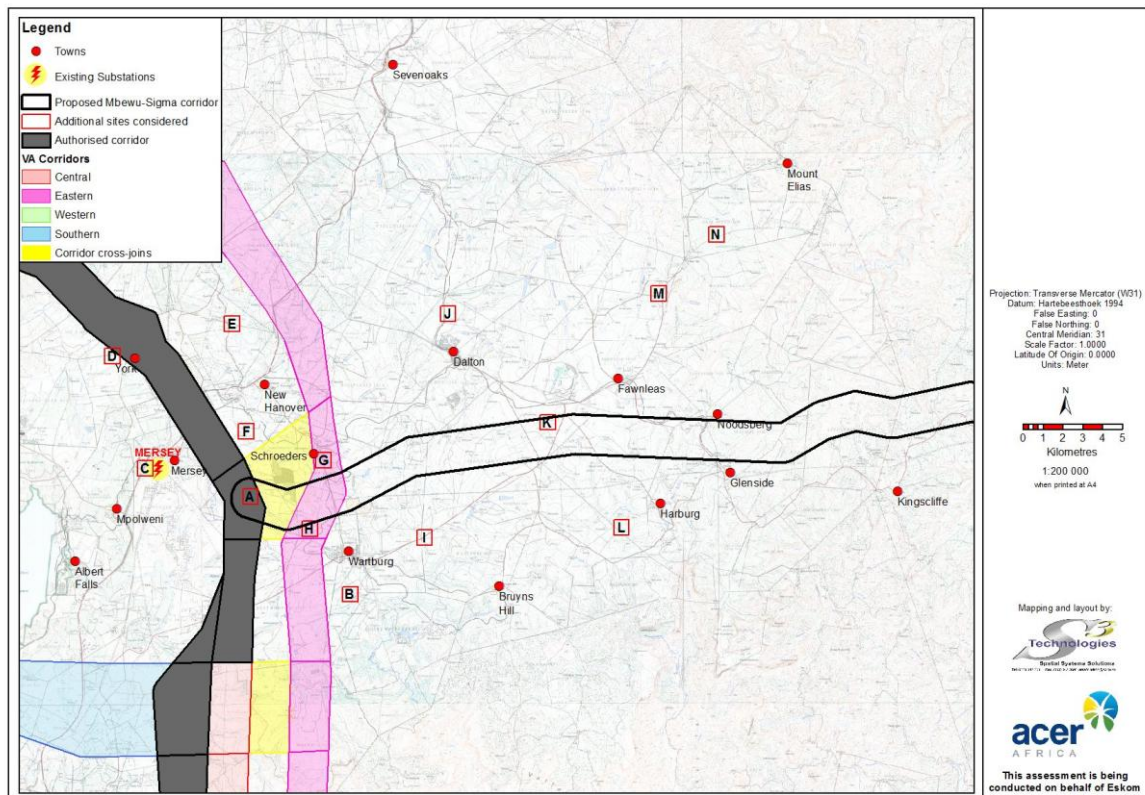 Legend
Towns
Existing Substations
Proposed Mbewu-Sigma corridor
Additional sites considered
Authorised corridor
VA Corridors
Central
Eastern
Western
Southern
Corridor cross-joins
Sevenoaks
Mount
Elias
N
M
J
E
D
York
Dalton
New
Hanover
Fawnleas
F
K
Noodsberg
Schroeders
G
MERSEY
C
Mersey
Glenside
A
Kingscliffe
Mpolweni
Harburg
H
L
I
Wartburg
Albert
Falls
B
Bruyns
Hill
Projection: Transverse Mercator (W31)
Datum: Hartebeesthoek 1994
False Easting: 0
False Northing: 0
Central Meridian: 31
Scale Factor: 1.0000
Latitude Of Origin: 0.0000
Units: Meter
N
0 1 2 3 4 5
Kilometres
1:200 000
when printed at A4
Mapping and layout by:
S3
Technologies
Spatial Systems Solutions
acer
AFRICA
This assessment is being
conducted on behalf of Eskom